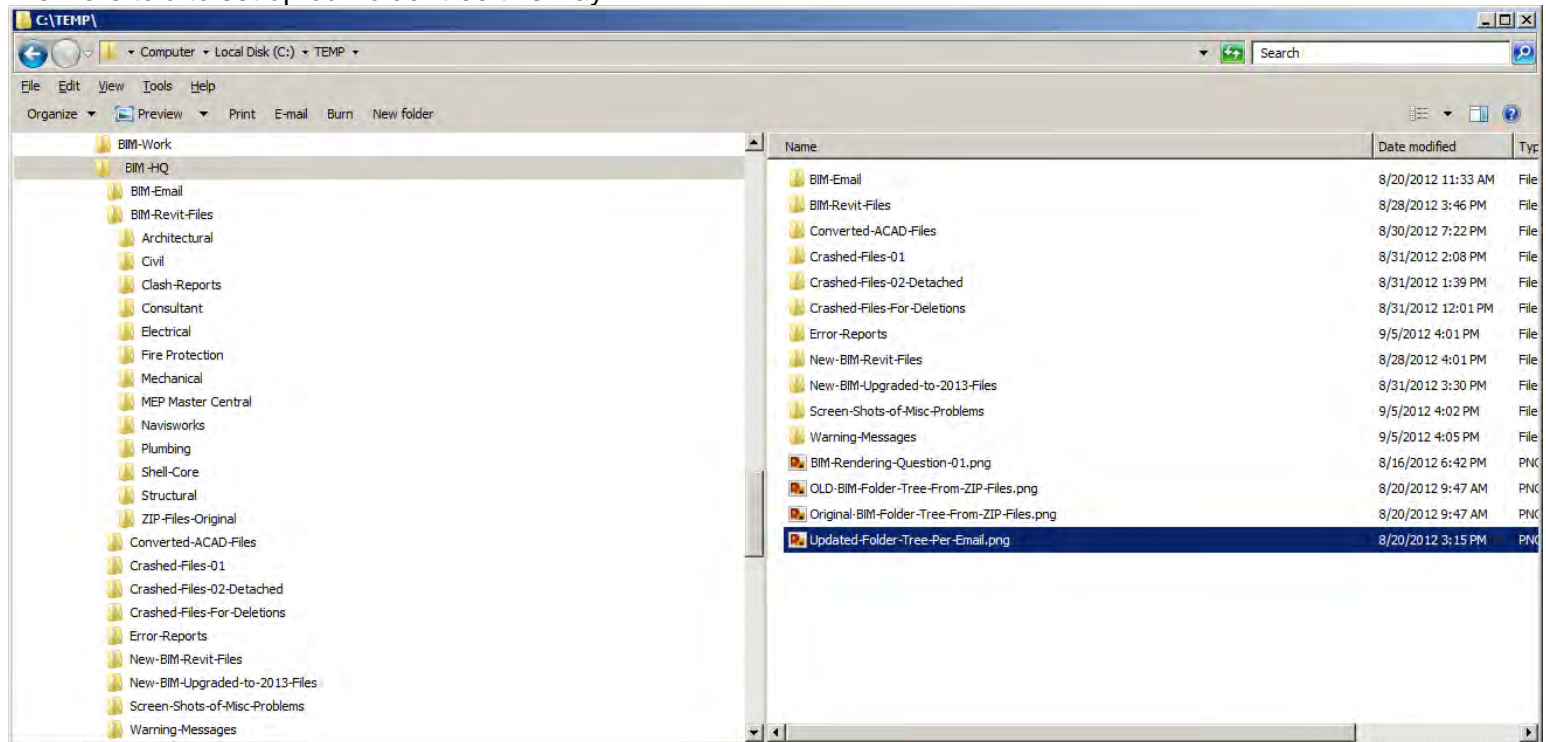 C:\TEMP\
Computer Local Disk (C:) TEMP
Search
File Edit View Tools Help
Organize Preview Print E-mail Burn New folder
BIM-Work
BIM -HQ
BIM-Email
BIM-Revit-Files
Architectural
Civil
Clash-Reports
Consultant
Electrical
Fire Protection
Mechanical
MEP Master Central
Navisworks
Plumbing
Shell-Core
Structural
ZIP-Files-Original
Converted-ACAD-Files
Crashed-Files-01
Crashed-Files-02-Detached
Crashed-Files-For-Deletions
Error-Reports
New-BIM-Revit-Files
New-BIM-Upgraded-to-2013-Files
Screen-Shots-of-Misc-Problems
Warning-Messages
Name Date modified Typ
BIM-Email 8/20/2012 11:33 AM File
BIM-Revit-Files 8/28/2012 3:46 PM File
Converted-ACAD-Files 8/30/2012 7:22 PM File
Crashed-Files-01 8/31/2012 2:08 PM File
Crashed-Files-02-Detached 8/31/2012 1:39 PM File
Crashed-Files-For-Deletions 8/31/2012 12:01 PM File
Error-Reports 9/5/2012 4:01 PM File
New-BIM-Revit-Files 8/28/2012 4:01 PM File
New-BIM-Upgraded-to-2013-Files 8/31/2012 3:30 PM File
Screen-Shots-of-Misc-Problems 9/5/2012 4:02 PM File
Warning-Messages 9/5/2012 4:05 PM File
BIM-Rendering-Question-01.png 8/16/2012 6:42 PM PNG
OLD-BIM-Folder-Tree-From-ZIP-Files.png 8/20/2012 9:47 AM PNG
Original-BIM-Folder-Tree-From-ZIP-Files.png 8/20/2012 9:47 AM PNG
Updated-Folder-Tree-Per-Email.png 8/20/2012 3:15 PM PNG